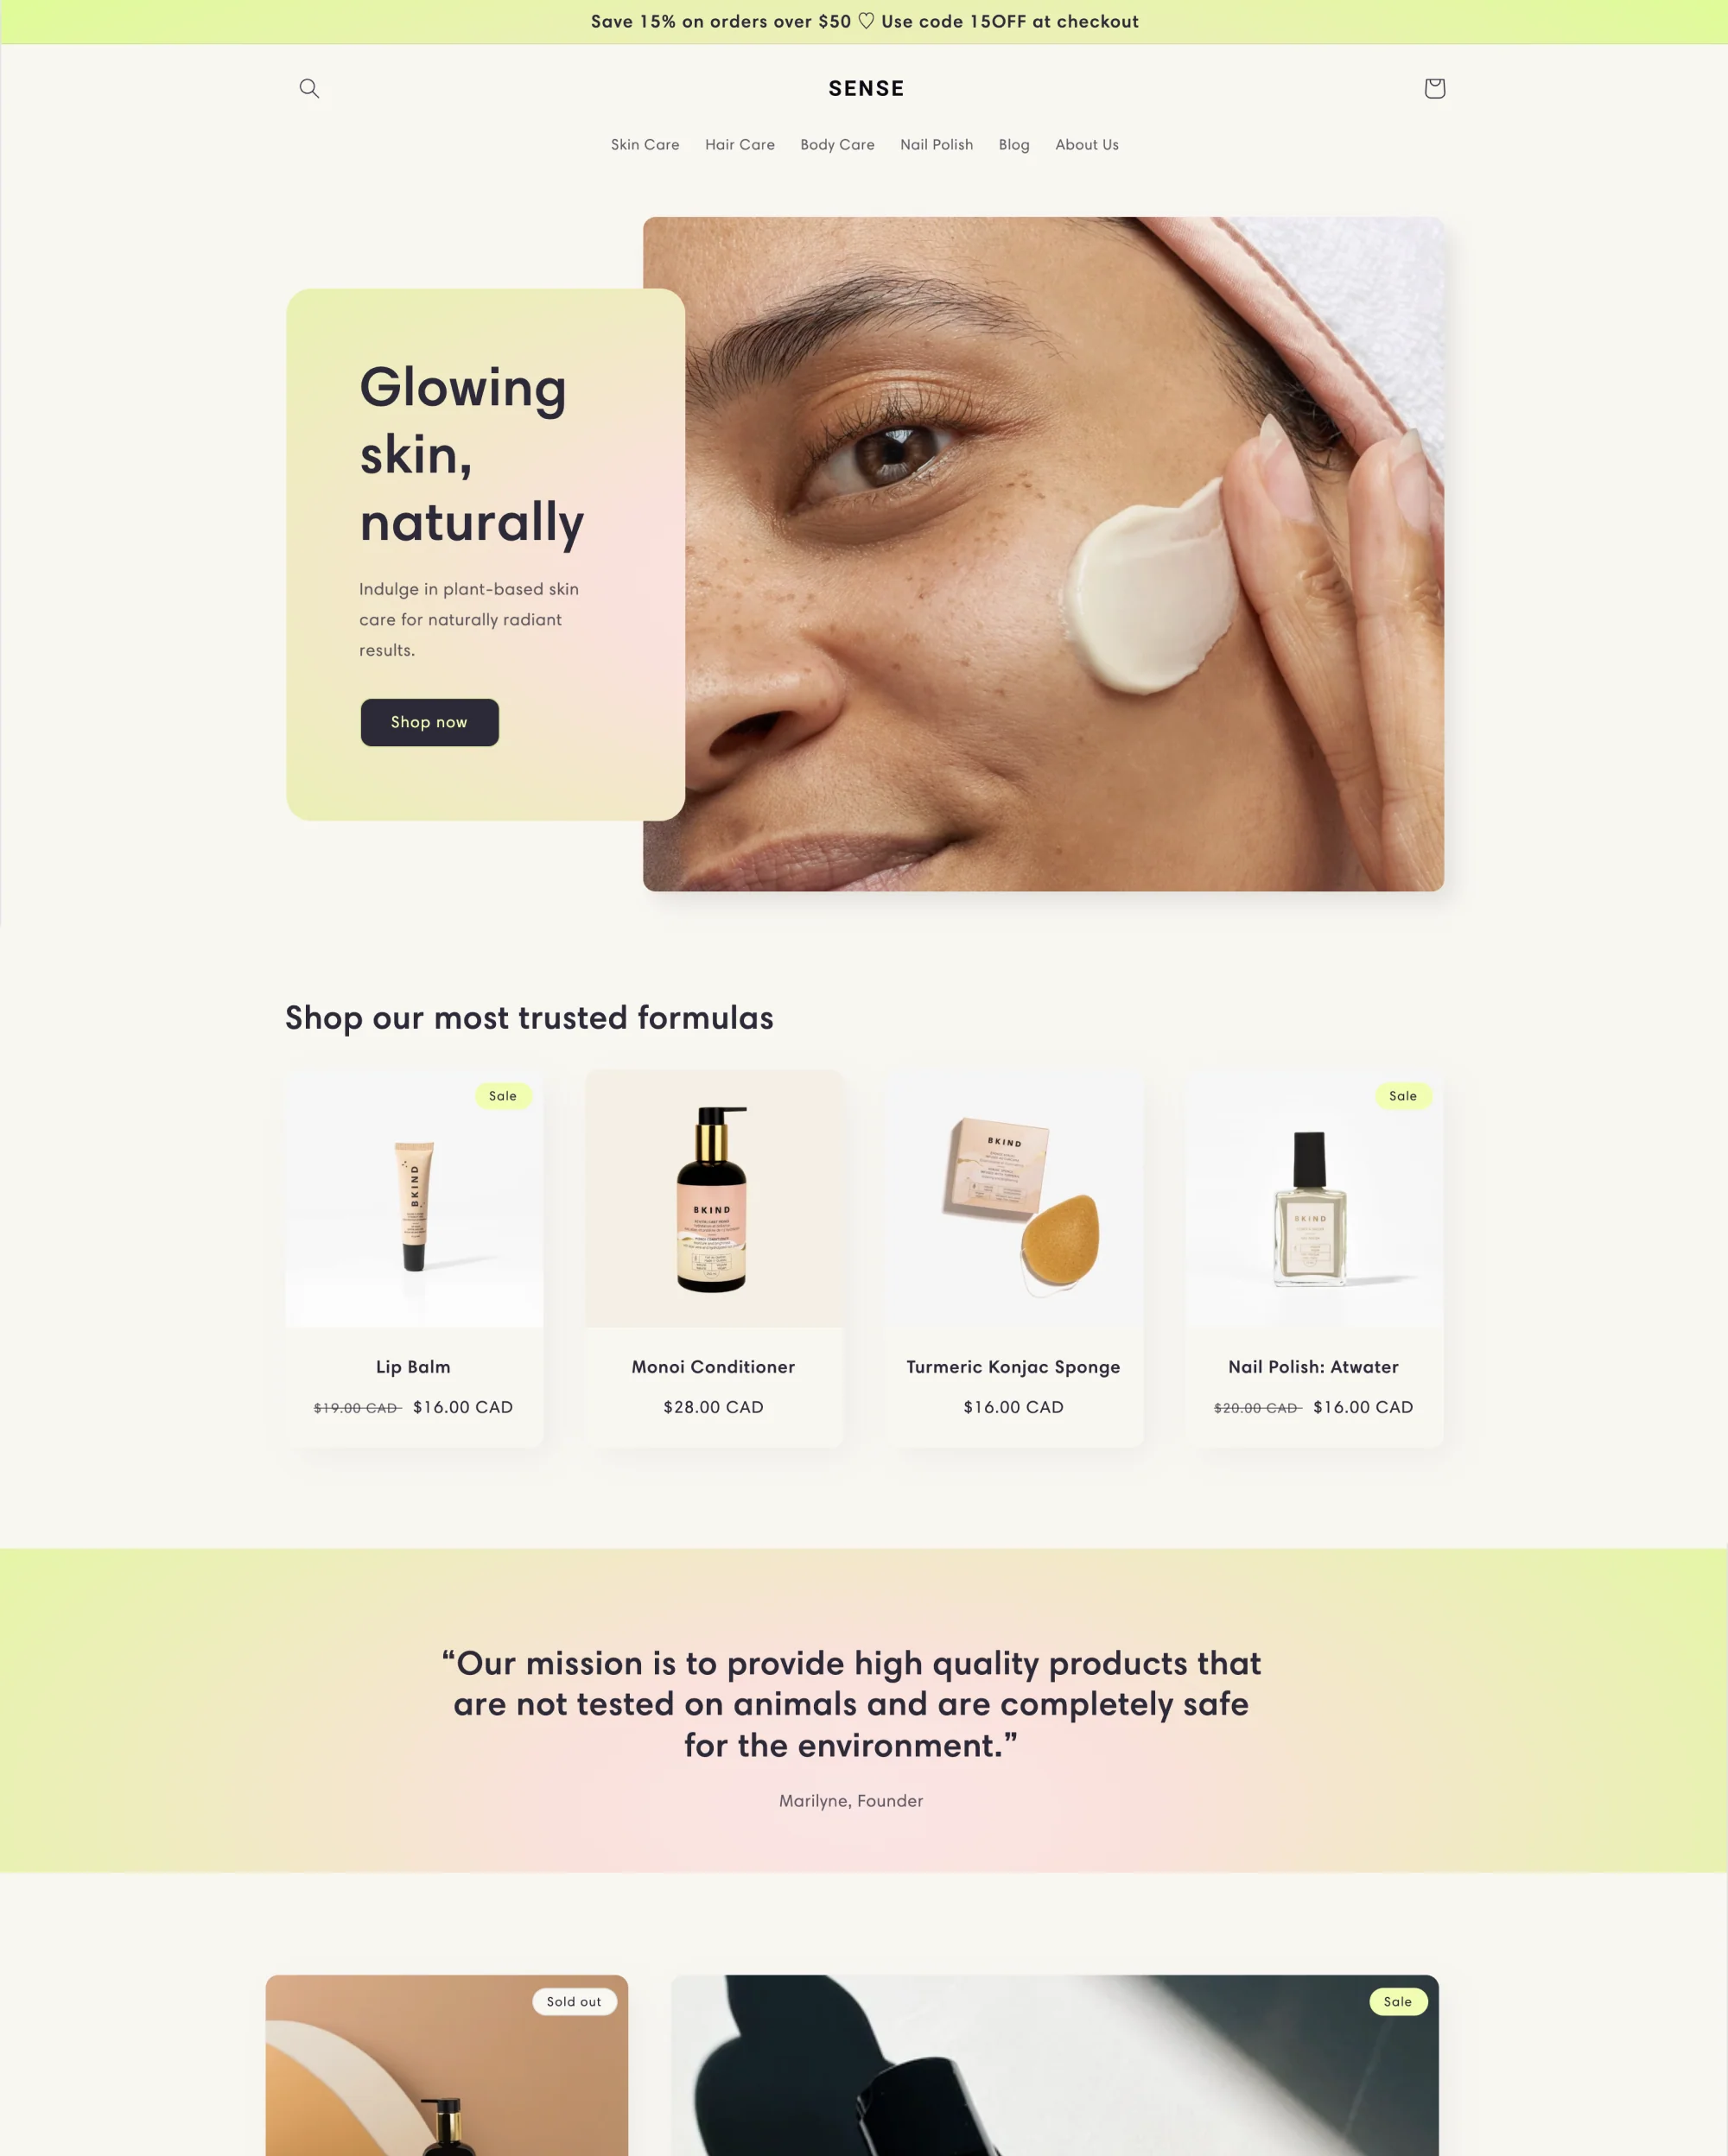 Save 15% on orders over $50 ♡ Use code 15OFF at checkout
SENSE
Skin Care Hair Care Body Care Nail Polish Blog About Us
Glowing
skin,
naturally
Indulge in plant-based skin
care for naturally radiant
results.
Shop now
Shop our most trusted formulas
Sale
BKIND
Lip Balm
$19.00 CAD $16.00 CAD
BKIND
Monoi Conditioner
$28.00 CAD
BKIND
Turmeric Konjac Sponge
$16.00 CAD
Sale
BKIND
Nail Polish: Atwater
$20.00 CAD $16.00 CAD
“Our mission is to provide high quality products that
are not tested on animals and are completely safe
for the environment.”
Marilyne, Founder
Sold out
Sale